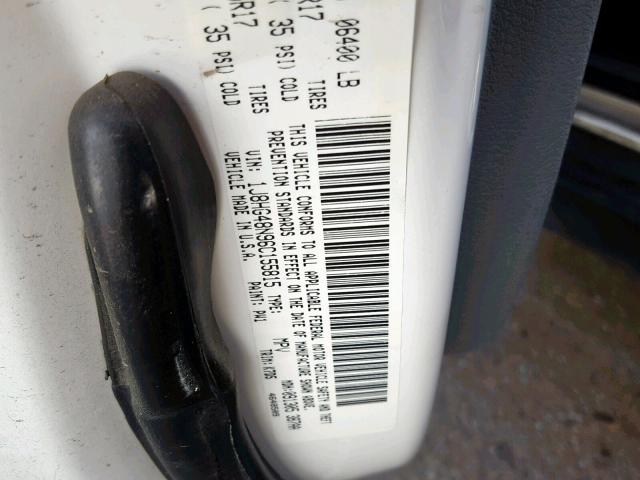 06400 LB
R17 TIRES
( 35 PSI) COLD
R17 TIRES
( 35 PSI) COLD
THIS VEHICLE CONFORMS TO ALL APPLICABLE FEDERAL MOTOR VEHICLE SAFETY AND THEFT
PREVENTION STANDARDS IN EFFECT ON THE DATE OF MANUFACTURE SHOWN ABOVE.
VIN: 1J8HG48N96C155915 TYPE: MPV
VEHICLE MADE IN U.S.A. PAINT: PW1 TRIM: